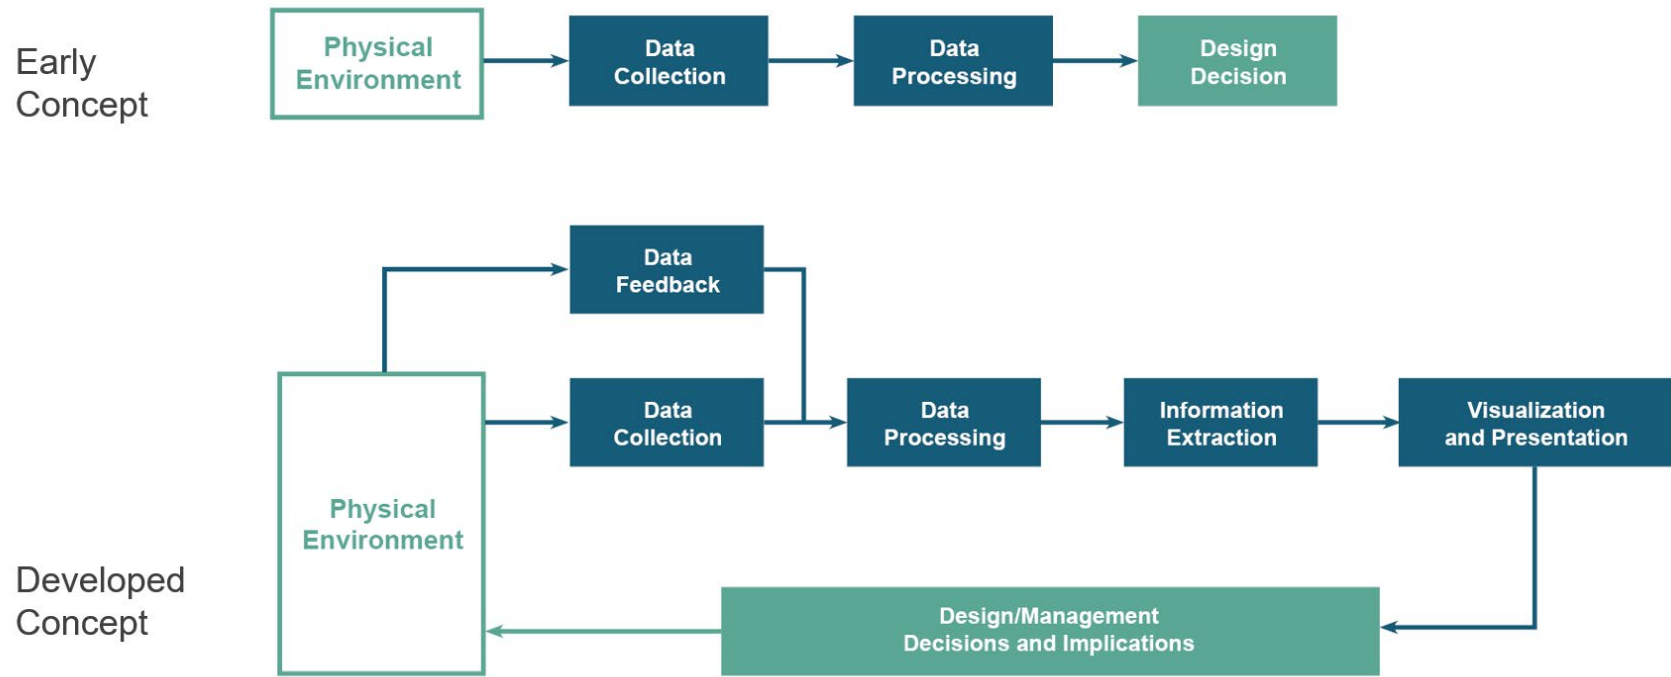 Early
Concept
Physical
Environment
Data
Collection
Data
Processing
Design
Decision
Developed
Concept
Physical
Environment
Data
Feedback
Data
Collection
Data
Processing
Information
Extraction
Visualization
and Presentation
Design/Management
Decisions and Implications